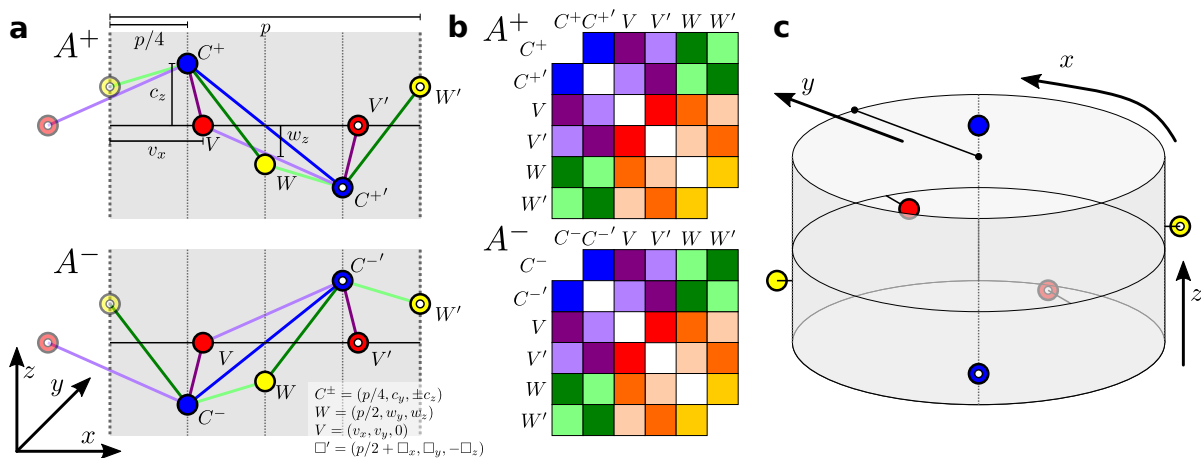 a
p
p/4
A⁺
C⁺
c_z
v_x
V
w_z
W
V′
C⁺′
W′
A⁻
C⁻′
V
V′
W
W′
C⁻
z
y
x
C^± = (p/4, c_y, ±c_z)
W = (p/2, w_y, w_z)
V = (v_x, v_y, 0)
□′ = (p/2 + □_x, □_y, −□_z)
b
A⁺
C⁺ C⁺′ V V′ W W′
C⁺
C⁺′
V
V′
W
W′
A⁻
C⁻ C⁻′ V V′ W W′
C⁻
C⁻′
V
V′
W
W′
c
x
y
z